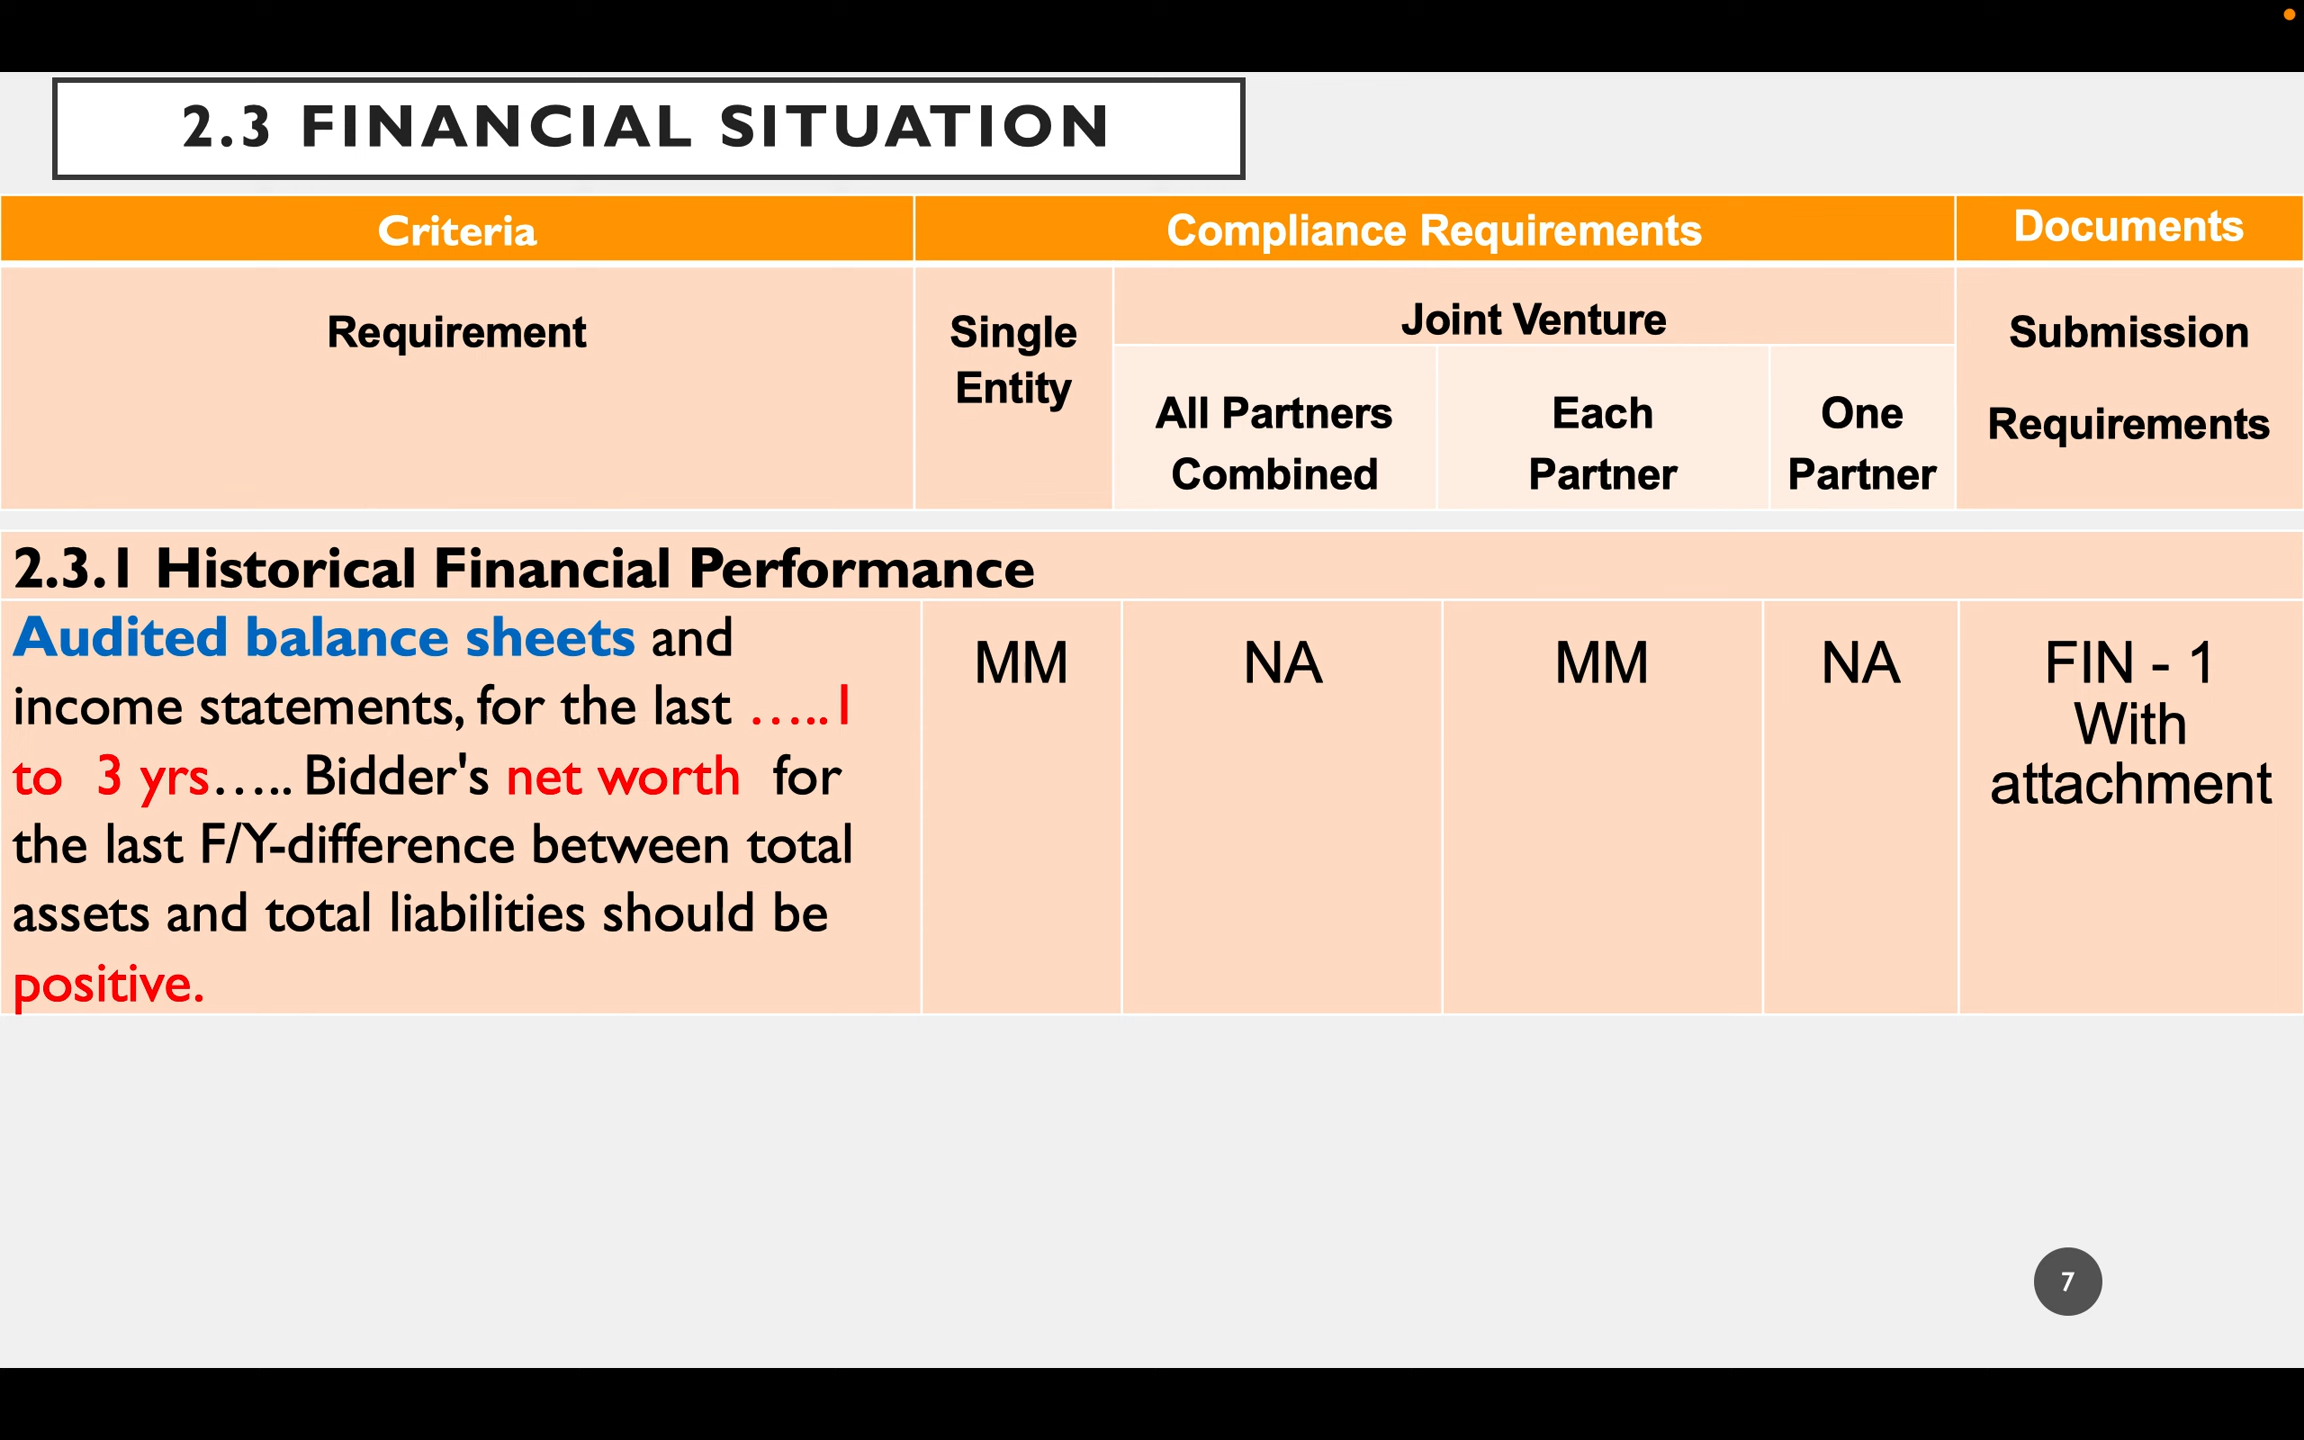 2.3 FINANCIAL SITUATION
Criteria
Compliance Requirements
Documents
Requirement
Single
Entity
Joint Venture
All Partners
Combined
Each
Partner
One
Partner
Submission
Requirements
2.3.1 Historical Financial Performance
Audited balance sheets and
income statements, for the last …..1
to 3 yrs….. Bidder's net worth for
the last F/Y-difference between total
assets and total liabilities should be
positive.
MM
NA
MM
NA
FIN - 1
With
attachment
7